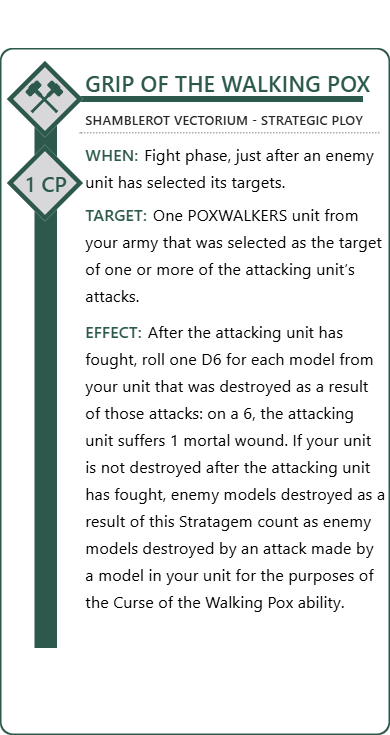 GRIP OF THE WALKING POX
SHAMBLEROT VECTORIUM - STRATEGIC PLOY
1 CP
WHEN: Fight phase, just after an enemy
unit has selected its targets.
TARGET: One POXWALKERS unit from
your army that was selected as the target
of one or more of the attacking unit's
attacks.
EFFECT: After the attacking unit has
fought, roll one D6 for each model from
your unit that was destroyed as a result
of those attacks: on a 6, the attacking
unit suffers 1 mortal wound. If your unit
is not destroyed after the attacking unit
has fought, enemy models destroyed as a
result of this Stratagem count as enemy
models destroyed by an attack made by
a model in your unit for the purposes of
the Curse of the Walking Pox ability.